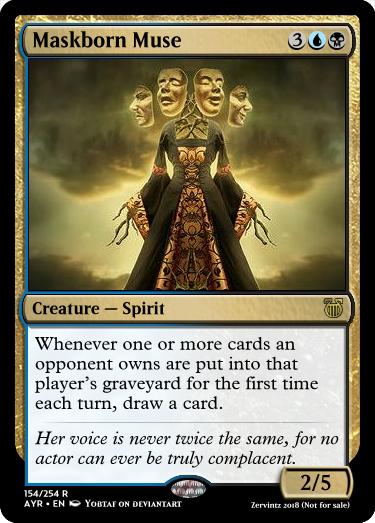 Maskborn Muse 3
Creature — Spirit
Whenever one or more cards an
opponent owns are put into that
player's graveyard for the first time
each turn, draw a card.
Her voice is never twice the same, for no
actor can ever be truly complacent.
2/5
154/254 R
AYR • EN Yobtaf on deviantart
Zervintz 2018 (Not for sale)